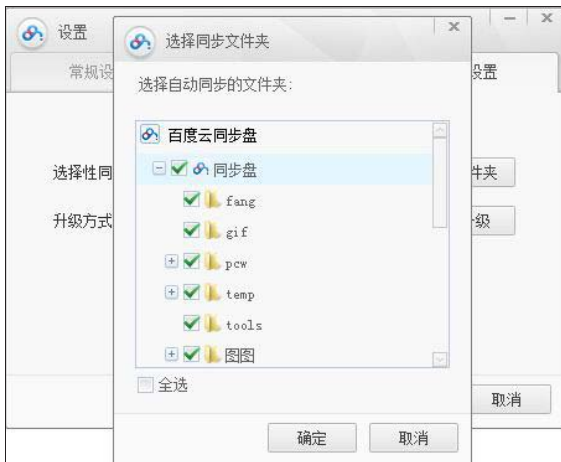 设置
选择同步文件夹
常规设
设置
选择自动同步的文件夹:
百度云同步盘
同步盘
选择性同
件夹
fang
升级方式
级
gif
pcw
temp
tools
图图
全选
取消
确定
取消